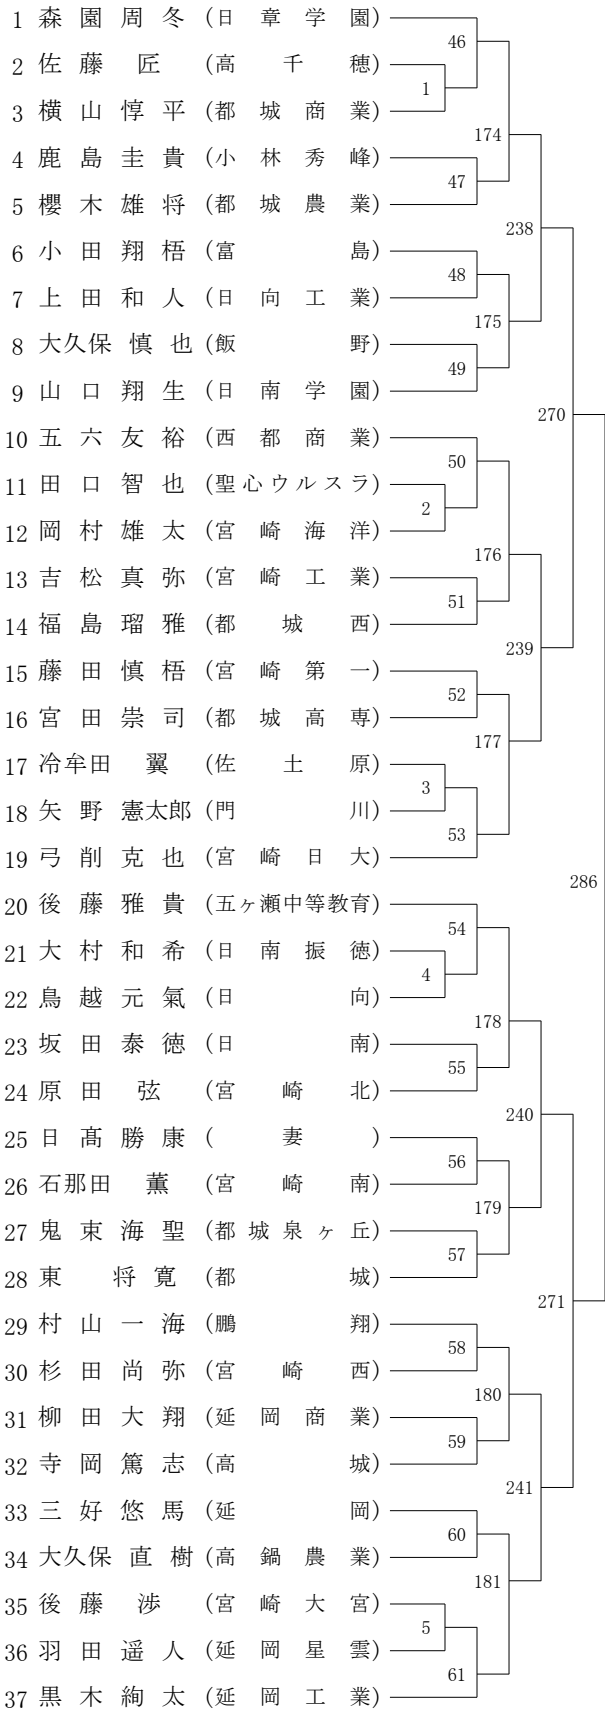 1 森園周冬 (日章学園)
46
2 佐藤匠 (高千穂)
1
3 横山惇平 (都城商業)
174
4 鹿島圭貴 (小林秀峰)
47
5 櫻木雄将 (都城農業)
238
6 小田翔梧 (富島)
48
7 上田和人 (日向工業)
175
8 大久保慎也 (飯野)
49
9 山口翔生 (日南学園)
270
10 五六友裕 (西都商業)
50
11 田口智也 (聖心ウルスラ)
2
12 岡村雄太 (宮崎海洋)
176
13 吉松真弥 (宮崎工業)
51
14 福島瑠雅 (都城西)
239
15 藤田慎梧 (宮崎第一)
52
16 宮田崇司 (都城高専)
177
17 冷牟田翼 (佐土原)
3
18 矢野憲太郎 (門川)
53
19 弓削克也 (宮崎日大)
286
20 後藤雅貴 (五ヶ瀬中等教育)
54
21 大村和希 (日南振徳)
4
22 鳥越元氣 (日向)
178
23 坂田泰徳 (日南)
55
24 原田弦 (宮崎北)
240
25 日髙勝康 (妻)
56
26 石那田薫 (宮崎南)
179
27 鬼束海聖 (都城泉ヶ丘)
57
28 東将寛 (都城)
271
29 村山一海 (鵬翔)
58
30 杉田尚弥 (宮崎西)
180
31 柳田大翔 (延岡商業)
59
32 寺岡篤志 (高城)
241
33 三好悠馬 (延岡)
60
34 大久保直樹 (高鍋農業)
181
35 後藤渉 (宮崎大宮)
5
36 羽田遥人 (延岡星雲)
61
37 黒木絢太 (延岡工業)